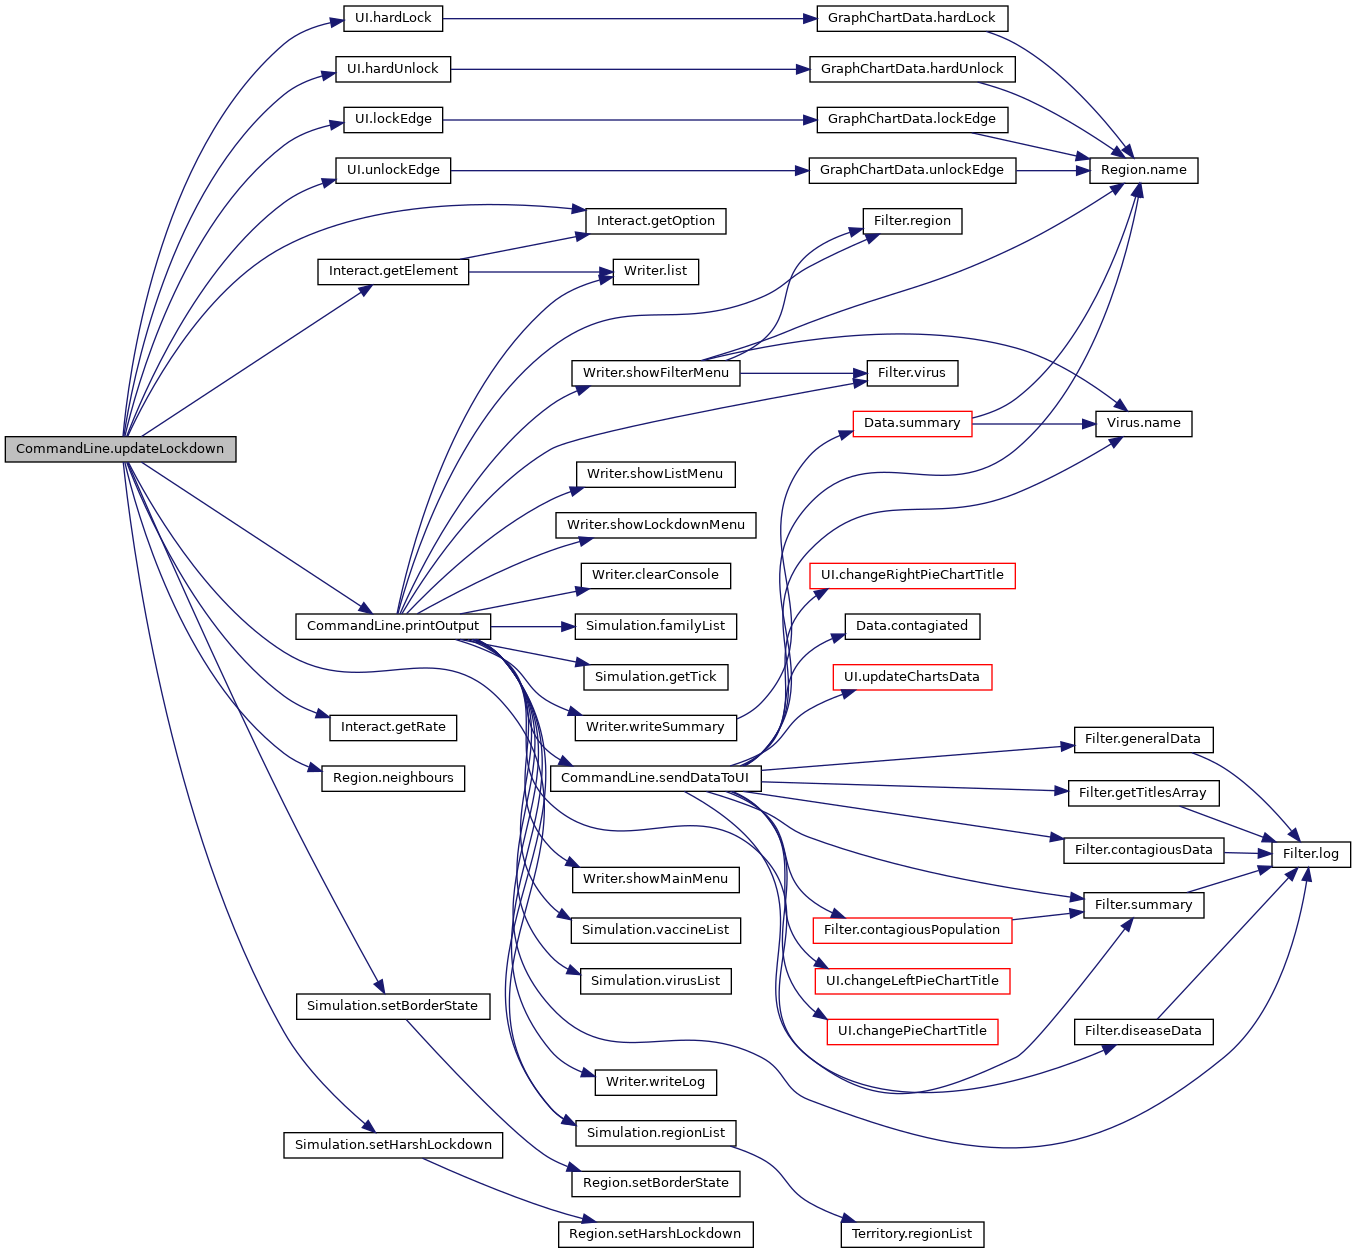 UI.hardLock
GraphChartData.hardLock
UI.hardUnlock
GraphChartData.hardUnlock
UI.lockEdge
GraphChartData.lockEdge
UI.unlockEdge
GraphChartData.unlockEdge
Region.name
Interact.getOption
Filter.region
Interact.getElement
Writer.list
Writer.showFilterMenu
Filter.virus
Data.summary
Virus.name
CommandLine.updateLockdown
Writer.showListMenu
Writer.showLockdownMenu
Writer.clearConsole
UI.changeRightPieChartTitle
CommandLine.printOutput
Simulation.familyList
Data.contagiated
Simulation.getTick
UI.updateChartsData
Interact.getRate
Writer.writeSummary
Filter.generalData
Region.neighbours
CommandLine.sendDataToUI
Filter.getTitlesArray
Filter.contagiousData
Filter.log
Writer.showMainMenu
Filter.summary
Simulation.vaccineList
Filter.contagiousPopulation
Simulation.virusList
UI.changeLeftPieChartTitle
Simulation.setBorderState
UI.changePieChartTitle
Filter.diseaseData
Writer.writeLog
Simulation.regionList
Simulation.setHarshLockdown
Region.setBorderState
Region.setHarshLockdown
Territory.regionList